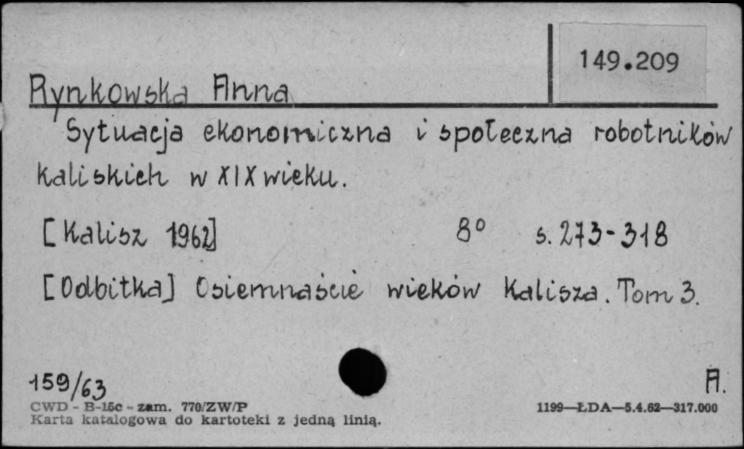 149.209
Rynkowska Anna
Sytuacja ekonomiczna i społeczna robotników
kaliskich w XIX wieku.
[Kalisz 1962] 8° s. 273-318
[Odbitka] Osiemnaście wieków Kalisza. Tom 3.
159/63 A.
CWD - B-15c - zam. 770/ZW/P 1199—ŁDA—5.4.62—317.000
Karta katalogowa do kartoteki z jedną linią.